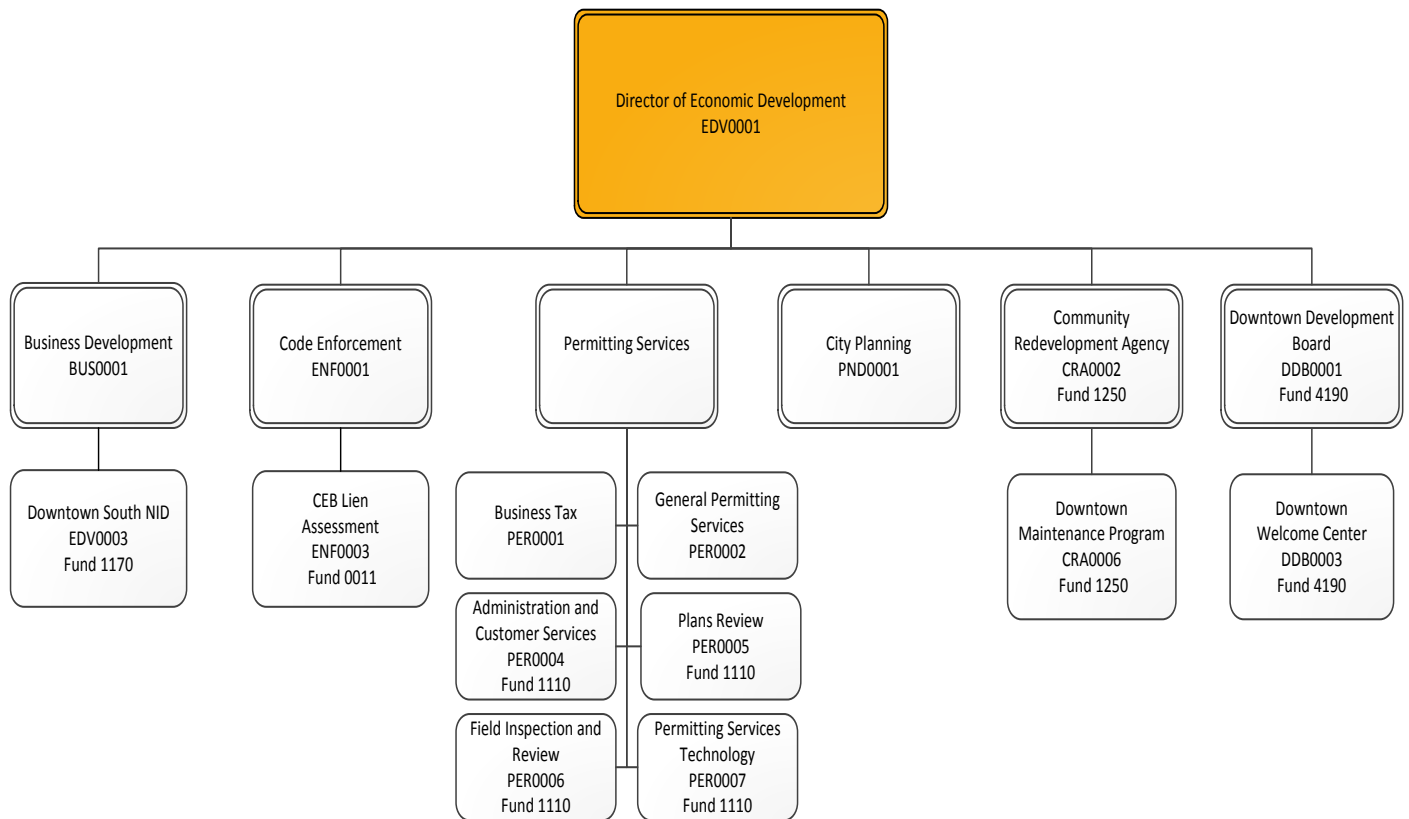 Director of Economic Development
EDV0001
Business Development
BUS0001
Code Enforcement
ENF0001
Permitting Services
City Planning
PND0001
Community
Redevelopment Agency
CRA0002
Fund 1250
Downtown Development
Board
DDB0001
Fund 4190
Downtown South NID
EDV0003
Fund 1170
CEB Lien
Assessment
ENF0003
Fund 0011
Business Tax
PER0001
General Permitting
Services
PER0002
Downtown
Maintenance Program
CRA0006
Fund 1250
Downtown
Welcome Center
DDB0003
Fund 4190
Administration and
Customer Services
PER0004
Fund 1110
Plans Review
PER0005
Fund 1110
Field Inspection and
Review
PER0006
Fund 1110
Permitting Services
Technology
PER0007
Fund 1110